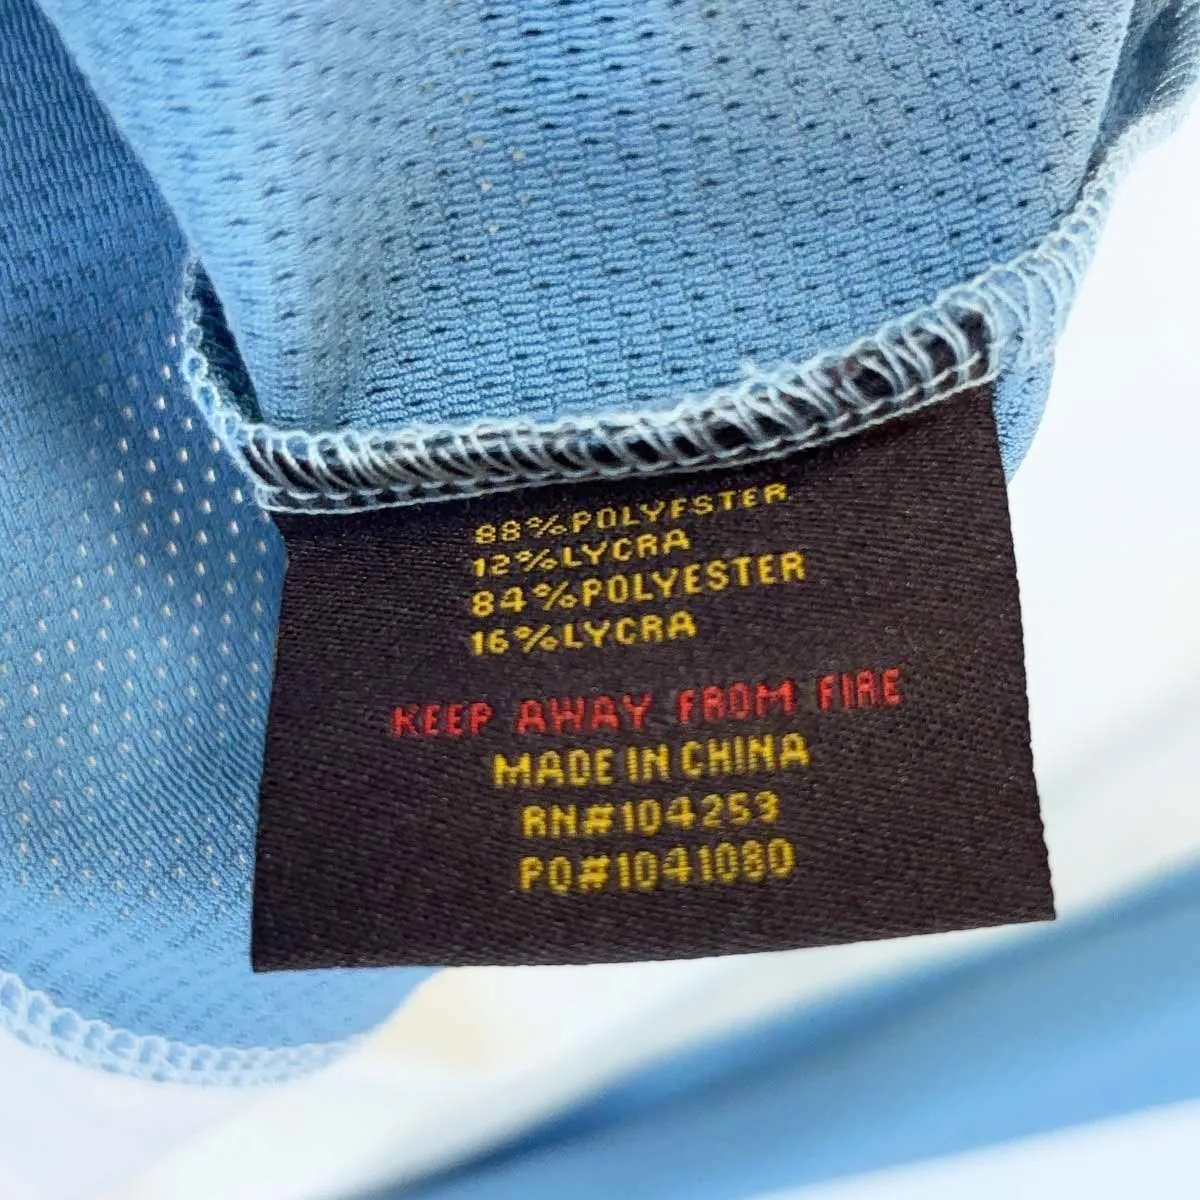 88%POLYESTER
12%LYCRA
84%POLYESTER
16%LYCRA
KEEP AWAY FROM FIRE
MADE IN CHINA
RN#104253
PO#1041080